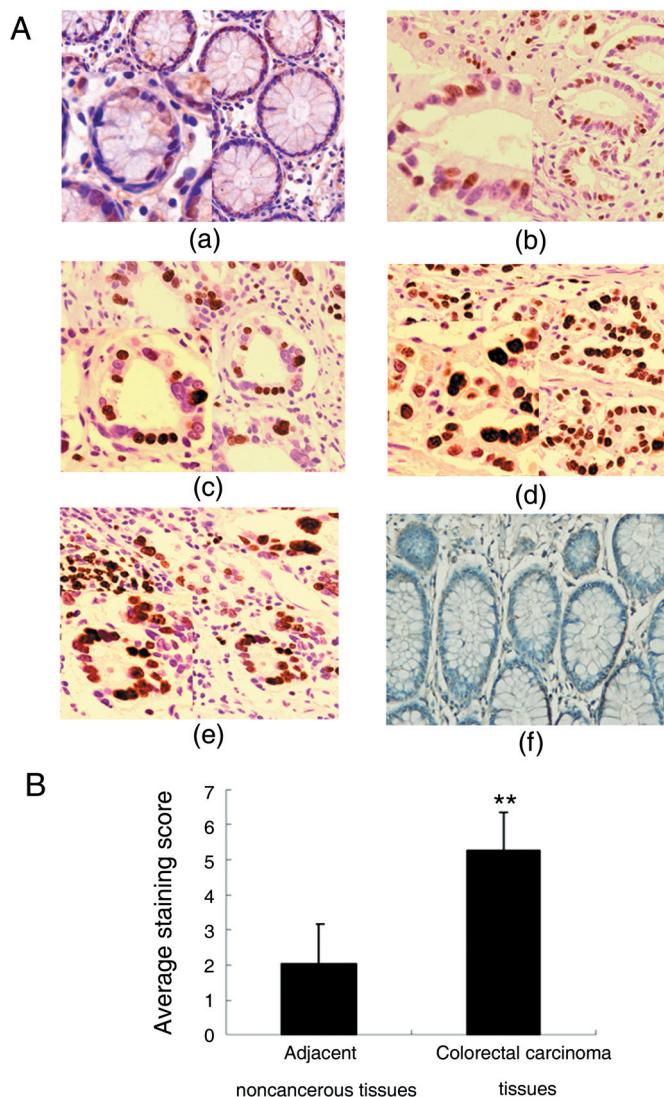 A
(a)
(b)
(c)
(d)
(e)
(f)
B
Average staining score
7
6
5
4
3
2
1
0
**
Adjacent
noncancerous tissues
Colorectal carcinoma
tissues